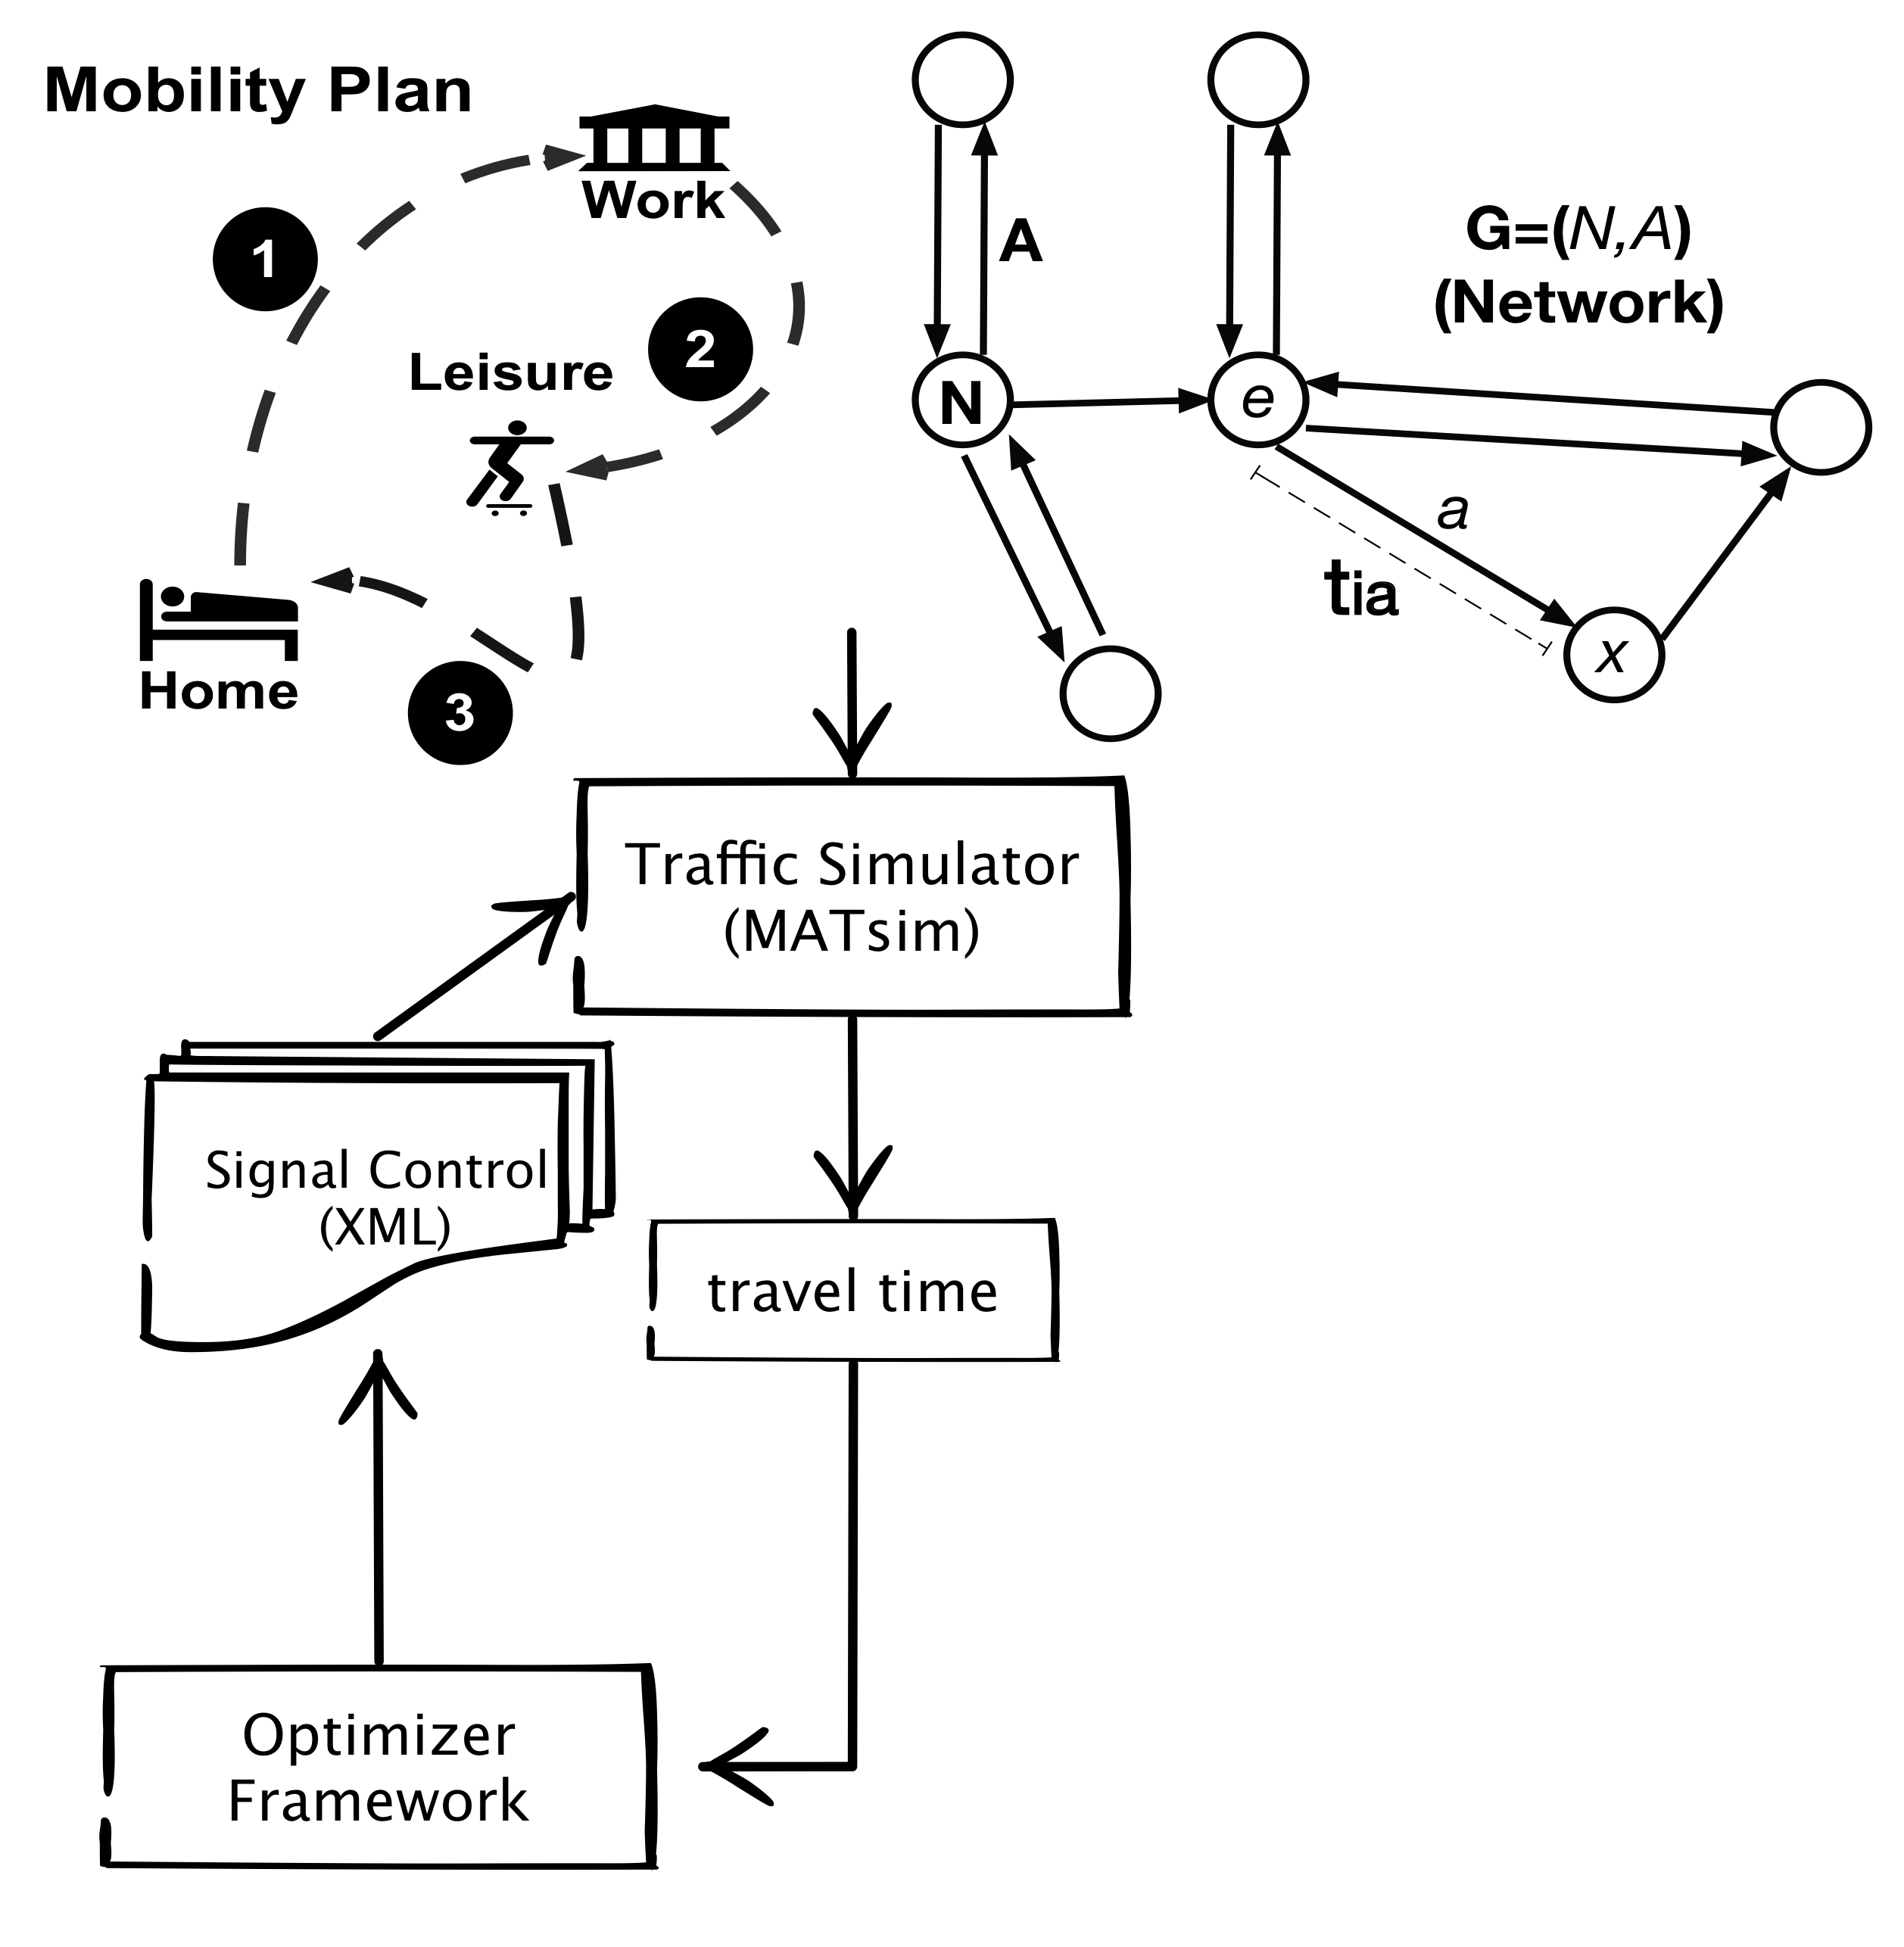 Mobility Plan
Work
1
A
G=(N,A)
(Network)
2
Leisure
N
e
a
tia
x
Home
3
Traffic Simulator
(MATsim)
Signal Control
(XML)
travel time
Optimizer
Framework